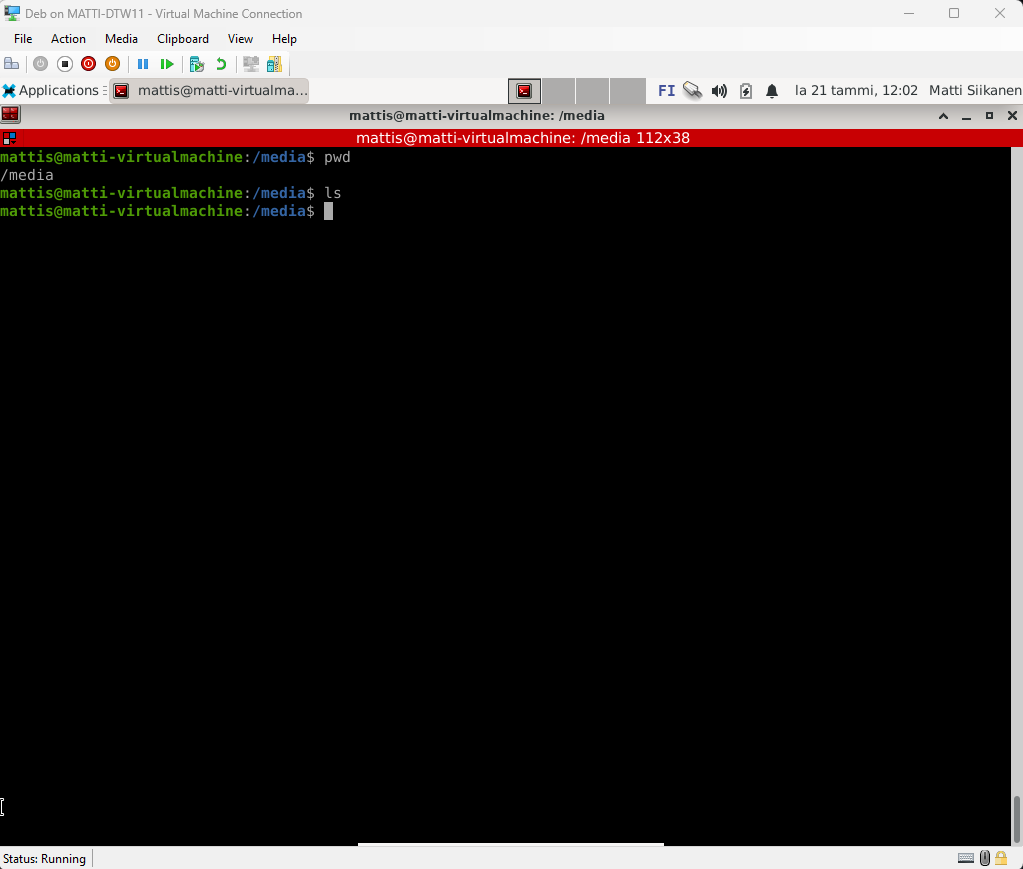 Deb on MATTI-DTW11 - Virtual Machine Connection
File Action Media Clipboard View Help
Applications mattis@matti-virtualma... FI la 21 tammi, 12:02 Matti Siikanen
mattis@matti-virtualmachine: /media
mattis@matti-virtualmachine: /media 112x38
mattis@matti-virtualmachine:/media$ pwd
/media
mattis@matti-virtualmachine:/media$ ls
mattis@matti-virtualmachine:/media$
Status: Running